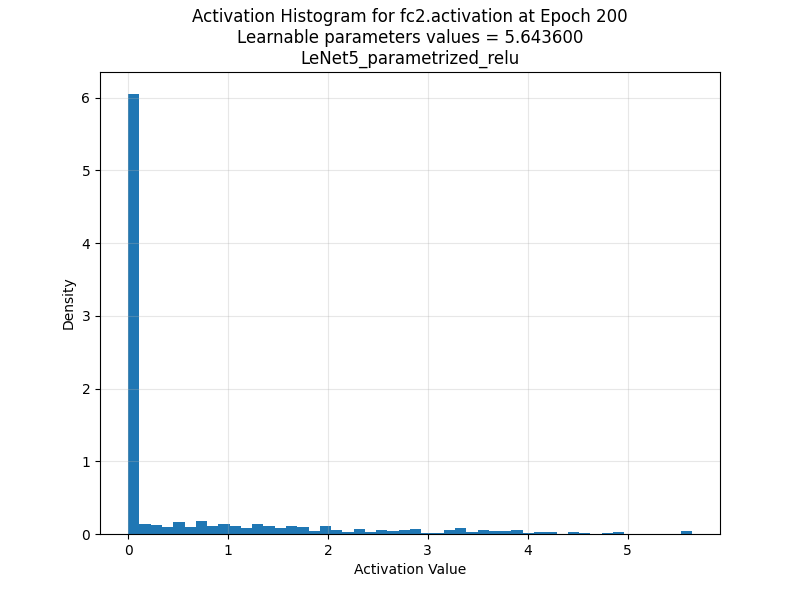 Activation Histogram for fc2.activation at Epoch 200
Learnable parameters values = 5.643600
LeNet5_parametrized_relu
6
5
4
3
2
1
0
Density
0 1 2 3 4 5
Activation Value